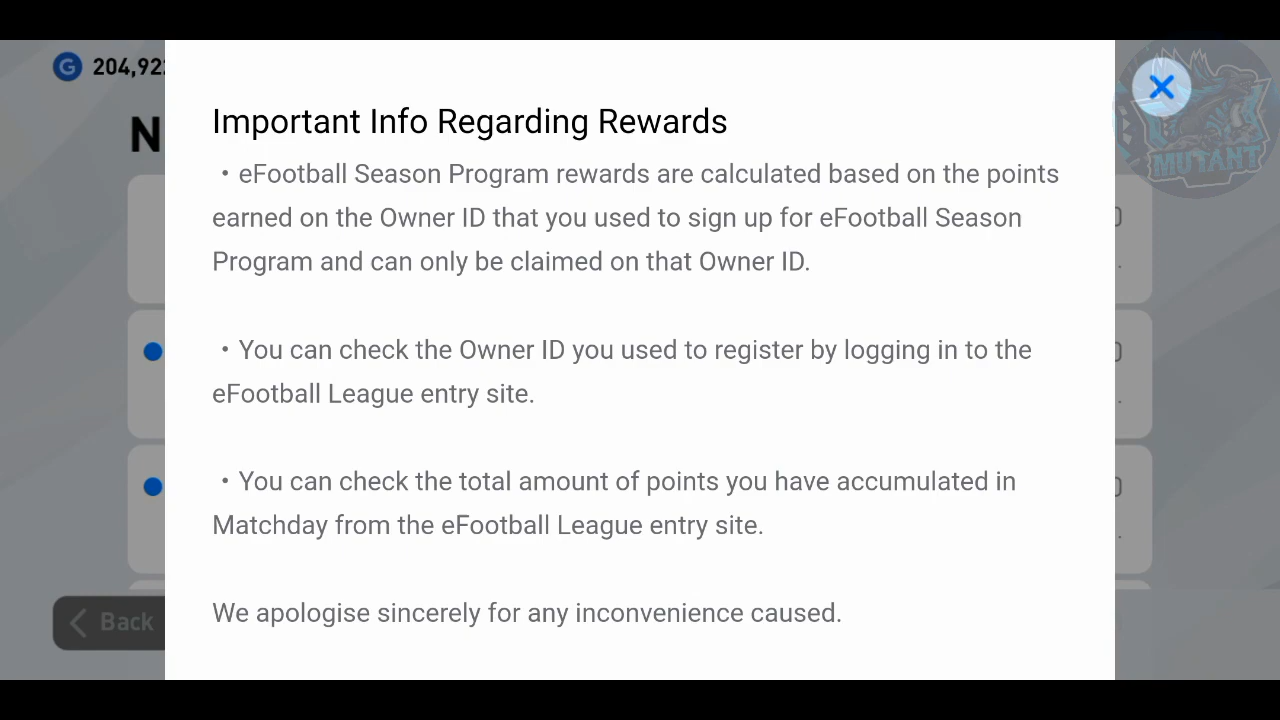 204,92
N
Important Info Regarding Rewards
・eFootball Season Program rewards are calculated based on the points
earned on the Owner ID that you used to sign up for eFootball Season
Program and can only be claimed on that Owner ID.
・You can check the Owner ID you used to register by logging in to the
eFootball League entry site.
・You can check the total amount of points you have accumulated in
Matchday from the eFootball League entry site.
We apologise sincerely for any inconvenience caused.
Back
MUTANT